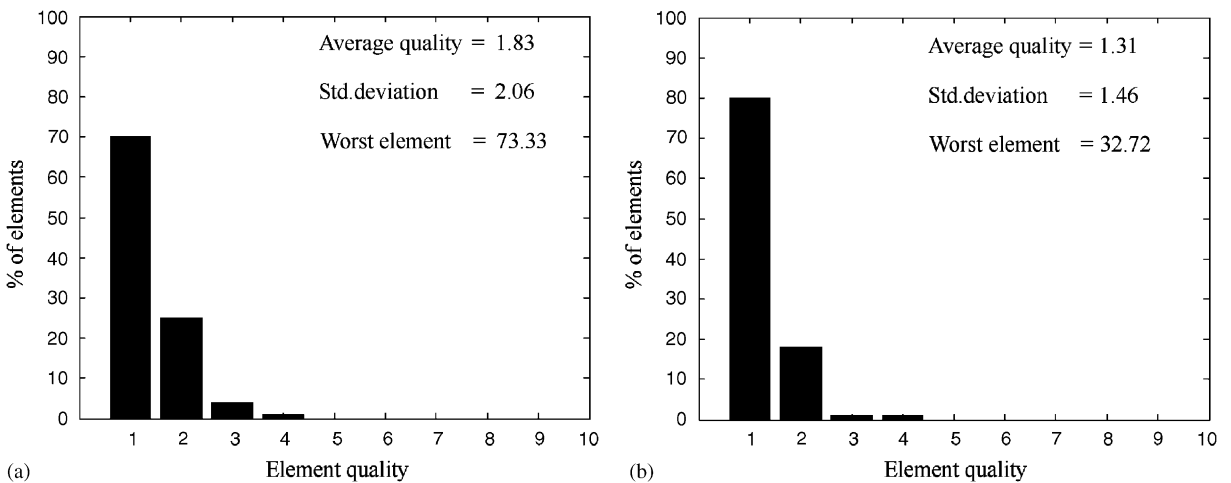 100
90
80
70
60
50
40
30
20
10
0
% of elements
Average quality = 1.83
Std.deviation = 2.06
Worst element = 73.33
1 2 3 4 5 6 7 8 9 10
Element quality
(a)
100
90
80
70
60
50
40
30
20
10
0
% of elements
Average quality = 1.31
Std.deviation = 1.46
Worst element = 32.72
1 2 3 4 5 6 7 8 9 10
Element quality
(b)